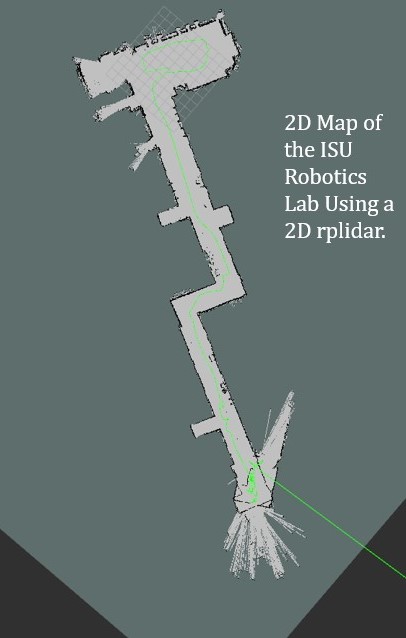 2D Map of
the ISU
Robotics
Lab Using a
2D rplidar.